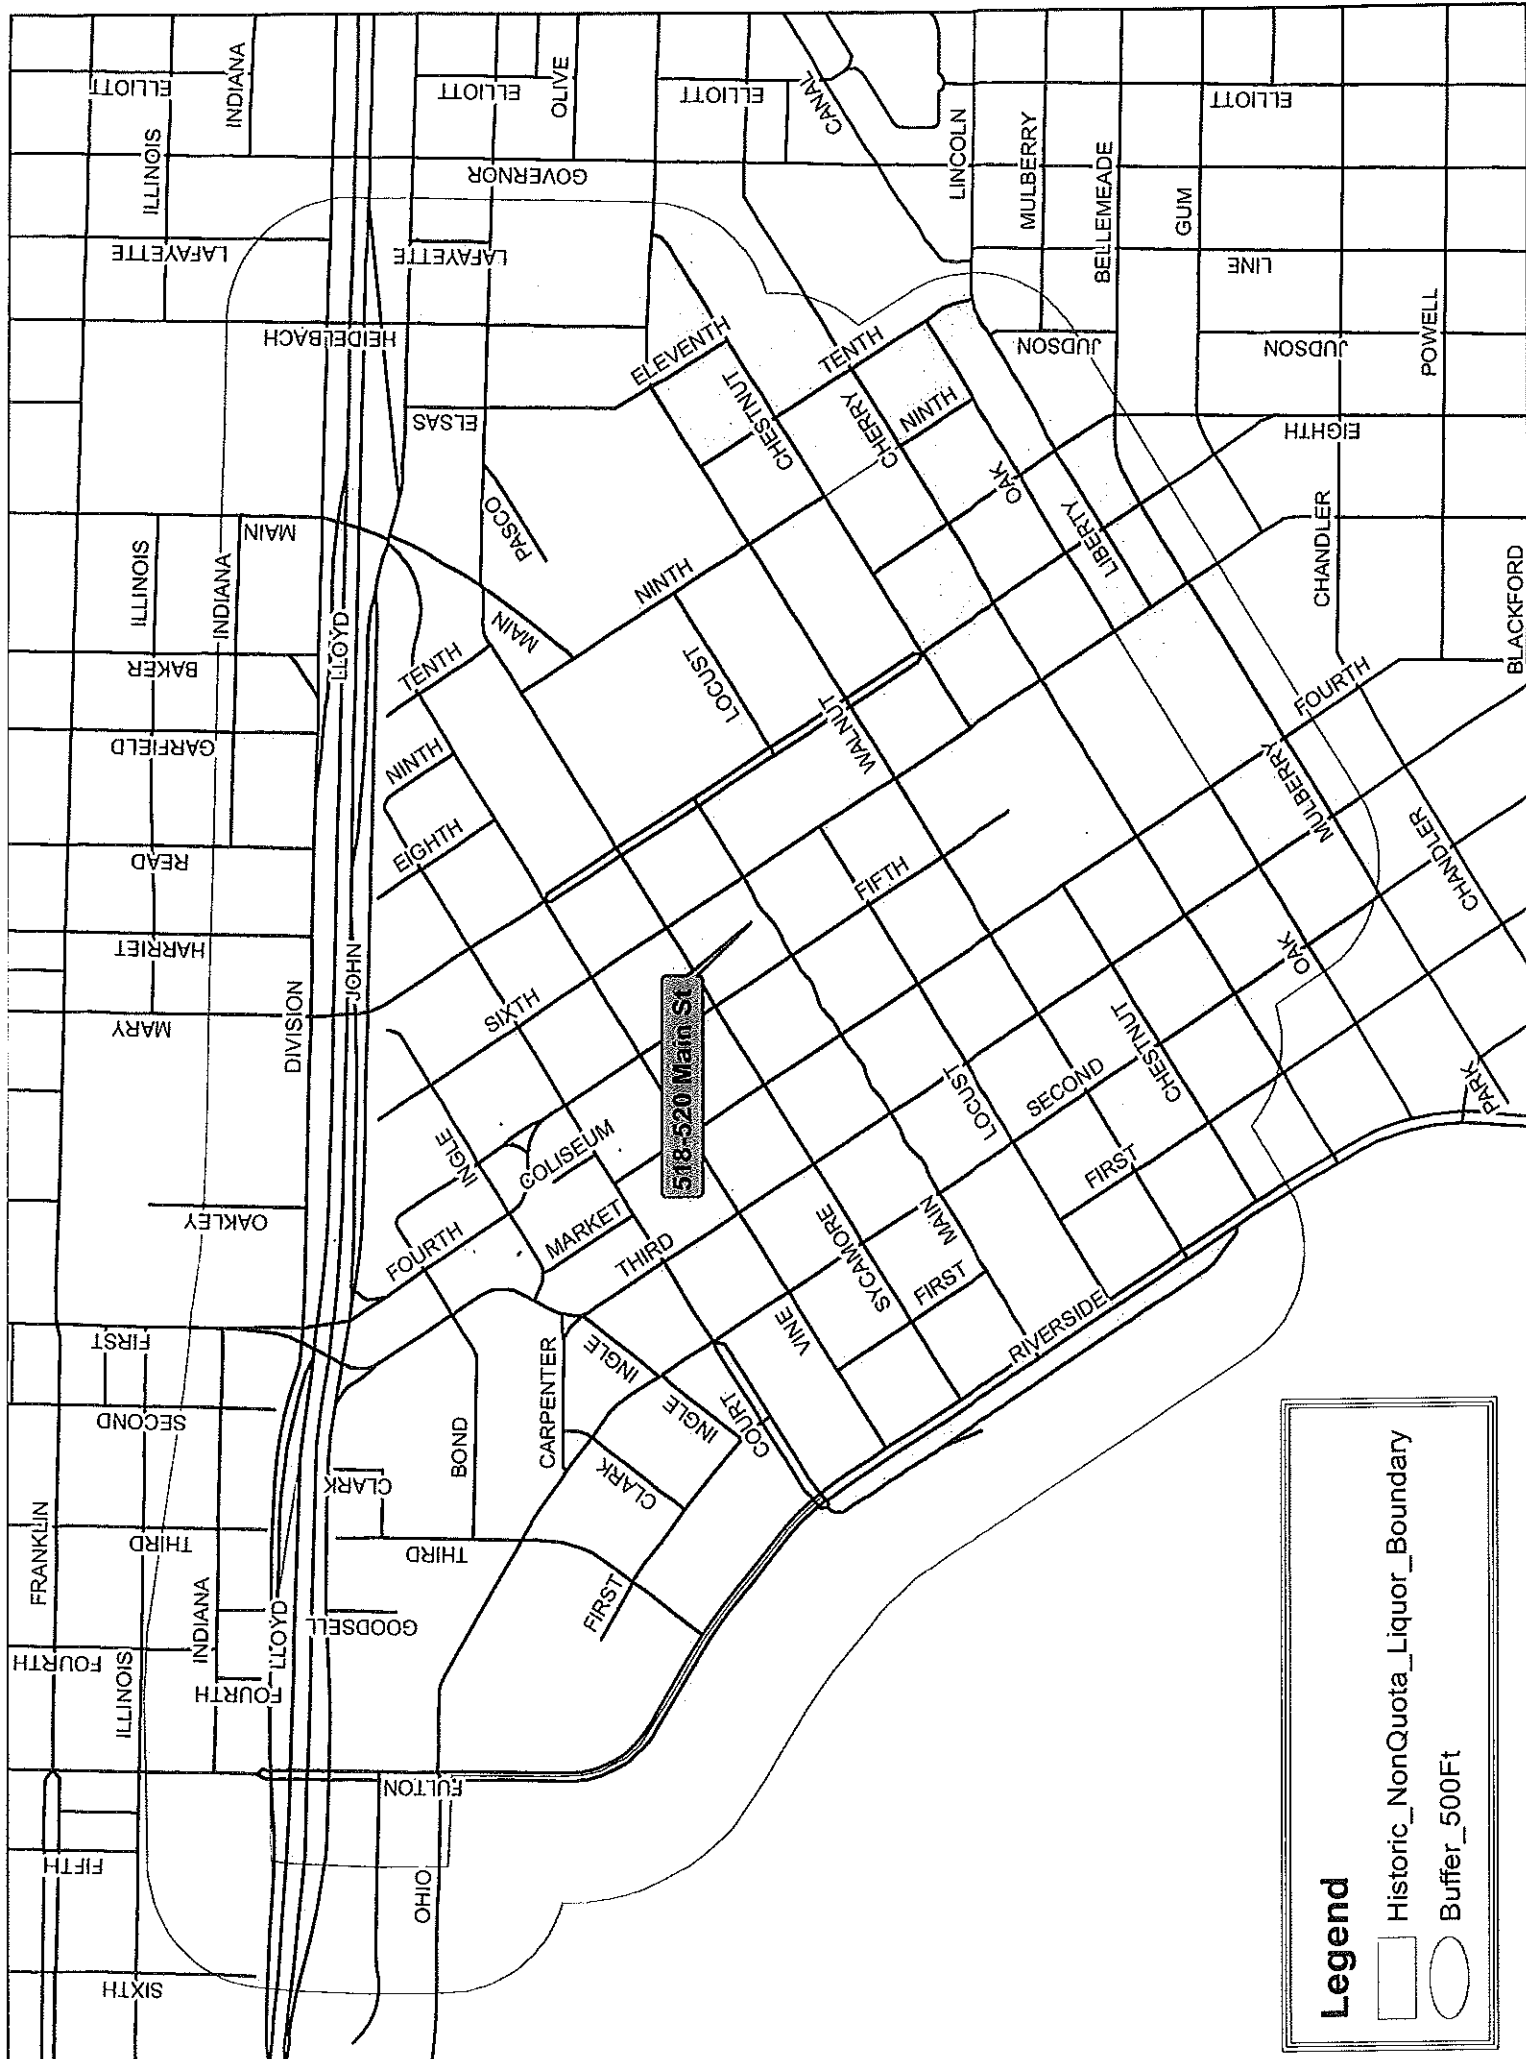 ELLIOTT
ILLINOIS
INDIANA
ELLIOTT
OLIVE
ELLIOTT
CANAL
ELLIOTT
GOVERNOR
LINCOLN
MULBERRY
BELLEMEADE
GUM
LAFAYETTE
LAFAYETTE
LINE
HEIDELBACH
ELEVENTH
TENTH
JUDSON
JUDSON
POWELL
ELSAS
CHESTNUT
CHERRY
NINTH
EIGHTH
OAK
PASCO
MAIN
ILLINOIS
INDIANA
LLOYD
MAIN
NINTH
LIBERTY
CHANDLER
BLACKFORD
BAKER
TENTH
LOCUST
FOURTH
GARFIELD
NINTH
WALNUT
MULBERRY
READ
EIGHTH
FIFTH
CHANDLER
HARRIET
JOHN
OAK
MARY
DIVISION
SIXTH
518-520 Main St
CHESTNUT
LOCUST
SECOND
PARK
INGLE
COLISEUM
OAKLEY
FOURTH
MARKET
THIRD
SYCAMORE
MAIN
FIRST
FIRST
FIRST
VINE
RIVERSIDE
CARPENTER
INGLE
INGLE
COURT
SECOND
BOND
CLARK
CLARK
FRANKLIN
THIRD
THIRD
FIRST
INDIANA
LLOYD
GOODSELL
FOURTH
ILLINOIS
FOURTH
FULTON
FIFTH
OHIO
SIXTH
Legend
Historic_NonQuota_Liquor_Boundary
Buffer_500Ft